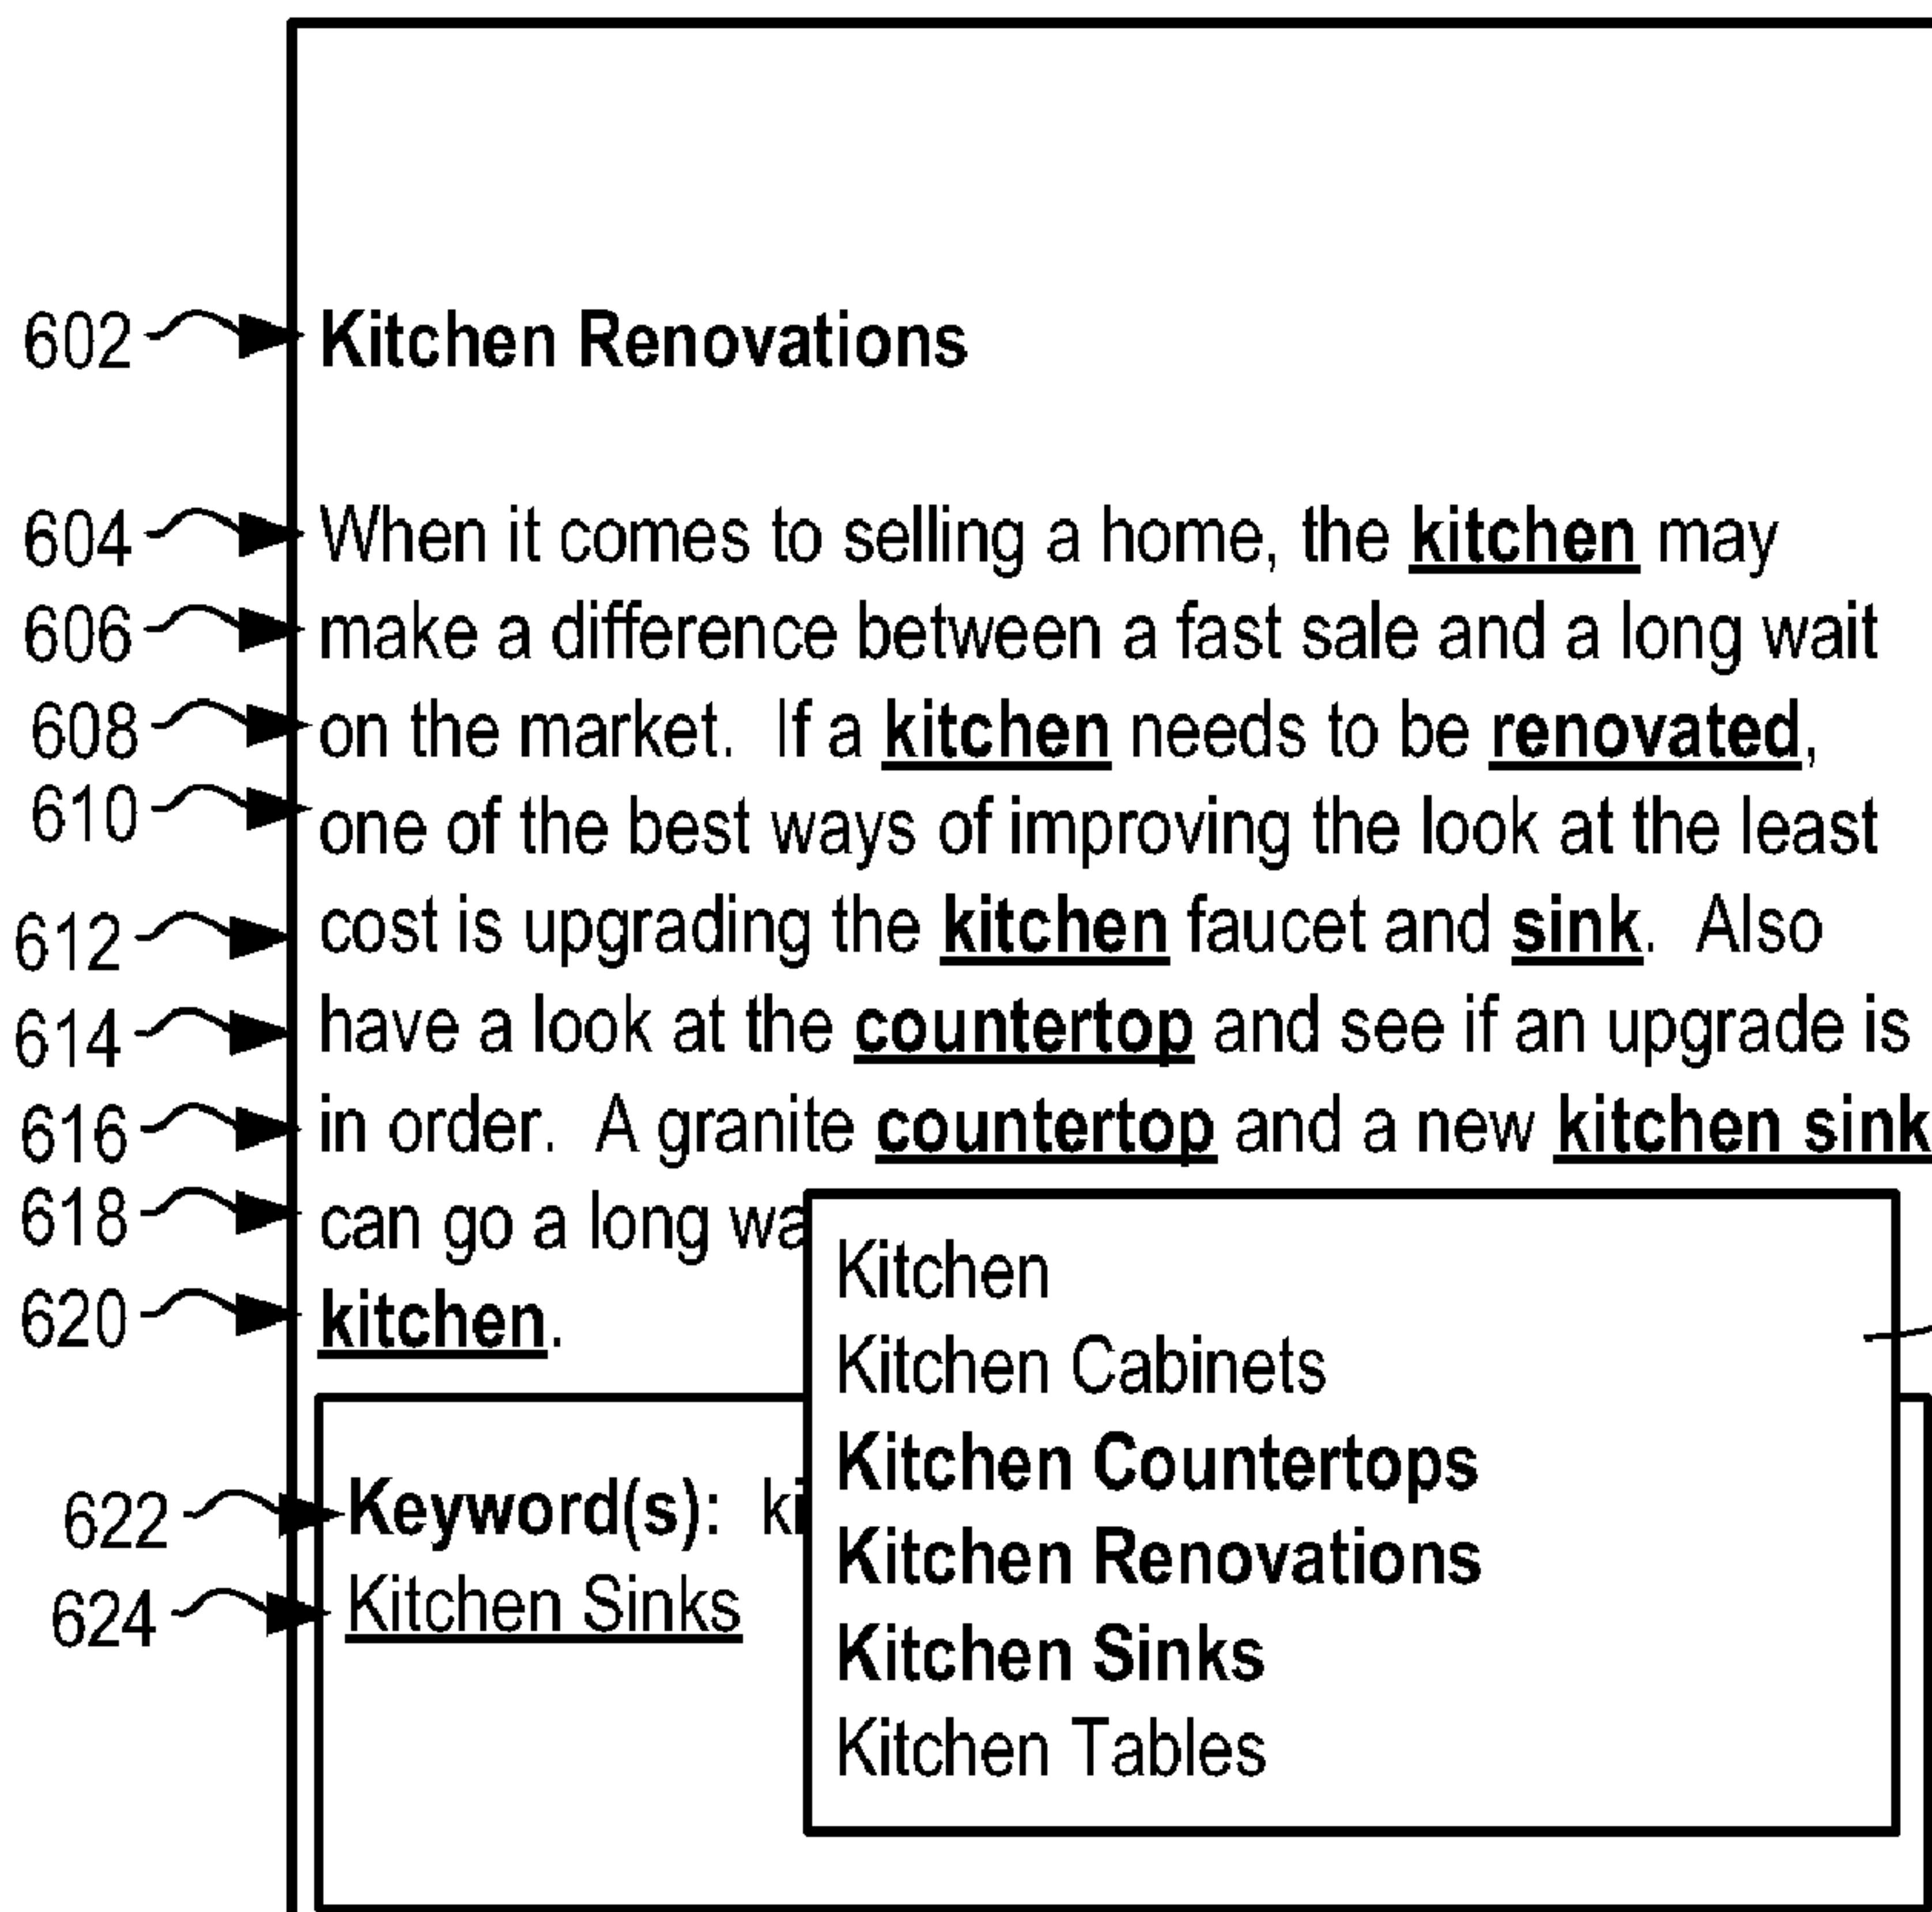 602 Kitchen Renovations
604 When it comes to selling a home, the kitchen may
606 make a difference between a fast sale and a long wait
608 on the market. If a kitchen needs to be renovated,
610 one of the best ways of improving the look at the least
612 cost is upgrading the kitchen faucet and sink. Also
614 have a look at the countertop and see if an upgrade is
616 in order. A granite countertop and a new kitchen sink
618 can go a long
620 kitchen.
Kitchen
Kitchen Cabinets
Kitchen Countertops
Kitchen Renovations
Kitchen Sinks
Kitchen Tables
622 Keyword(s):
624 Kitchen Sinks